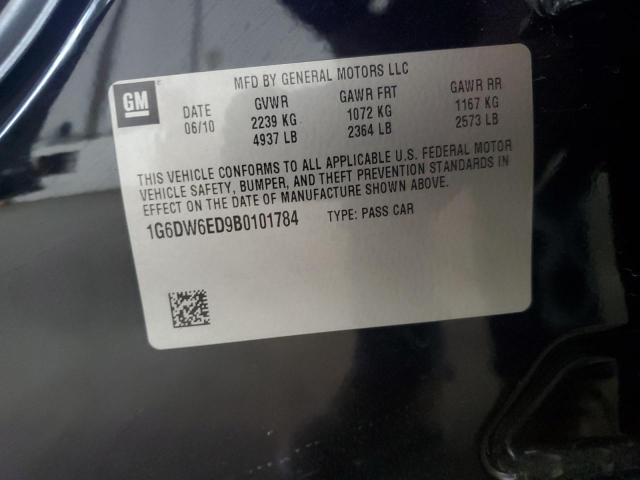 GM
MFD BY GENERAL MOTORS LLC
DATE GVWR GAWR FRT GAWR RR
06/10 2239 KG 1072 KG 1167 KG
4937 LB 2364 LB 2573 LB
THIS VEHICLE CONFORMS TO ALL APPLICABLE U.S. FEDERAL MOTOR
VEHICLE SAFETY, BUMPER, AND THEFT PREVENTION STANDARDS IN
EFFECT ON THE DATE OF MANUFACTURE SHOWN ABOVE.
1G6DW6ED9B0101784 TYPE: PASS CAR